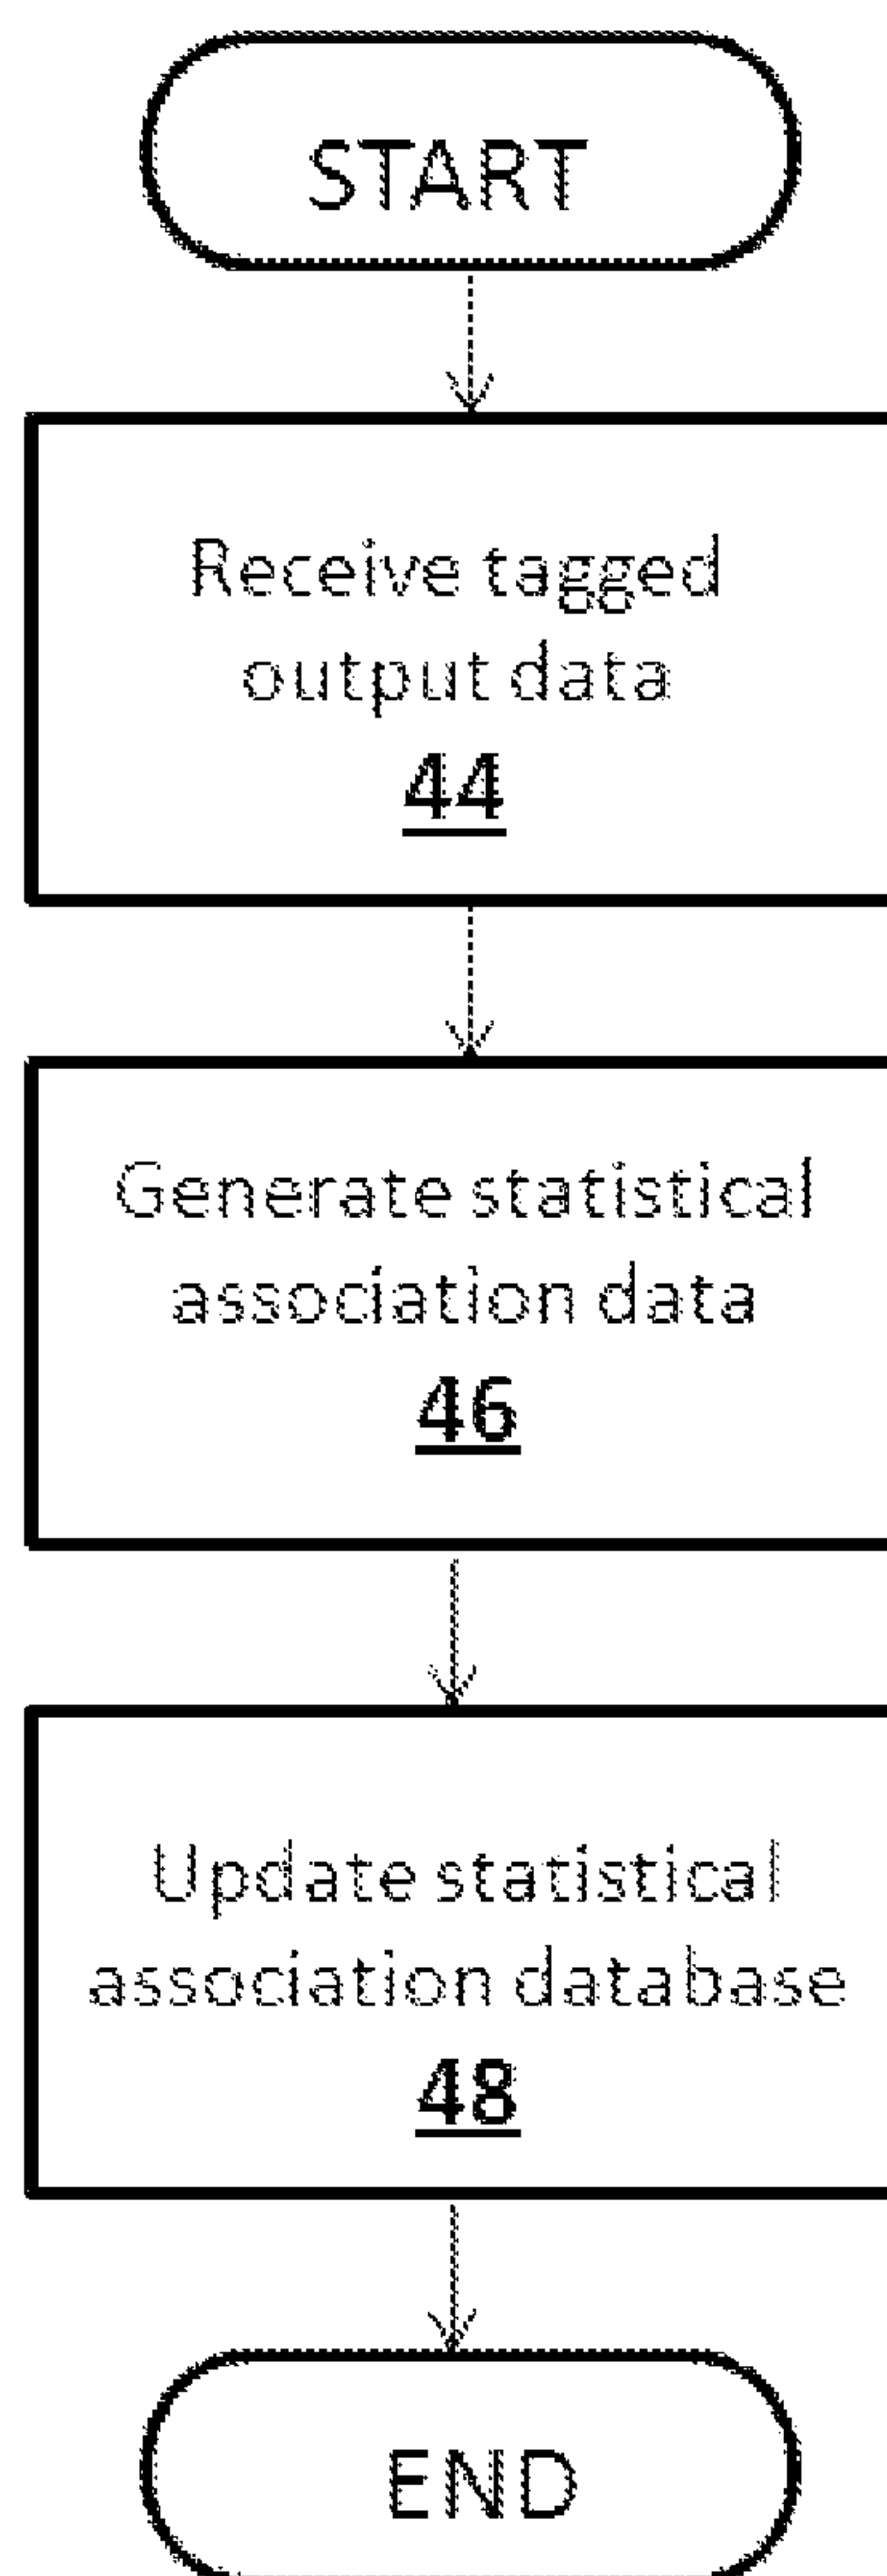 START
Receive tagged
output data
44
Generate statistical
association data
46
Update statistical
association database
48
END